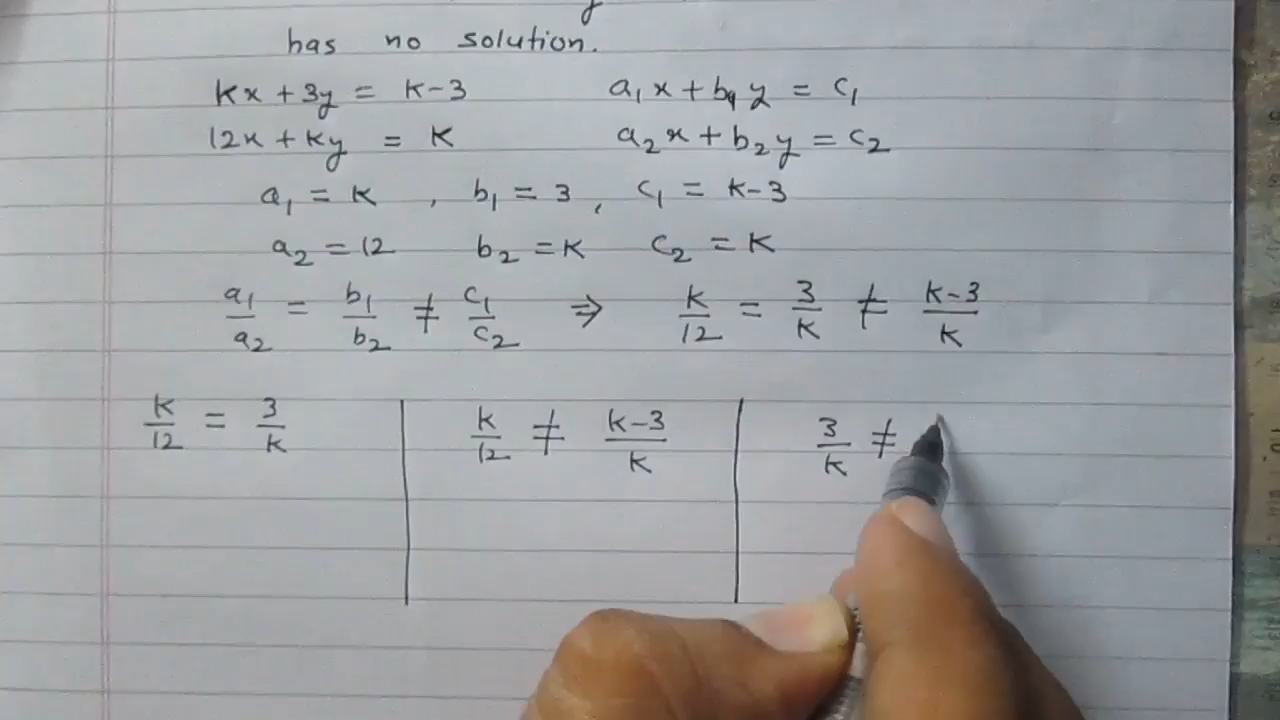 has no solution.
Kx + 3y = K-3 a₁x + b₁y = c₁
12x + Ky = K a₂x + b₂y = c₂
a₁ = K , b₁ = 3 , c₁ = K-3
a₂ = 12 b₂ = K c₂ = K
a₁/a₂ = b₁/b₂ ≠ c₁/c₂ ⇒ K/12 = 3/K ≠ K-3/K
K/12 = 3/K K/12 ≠ K-3/K 3/K ≠